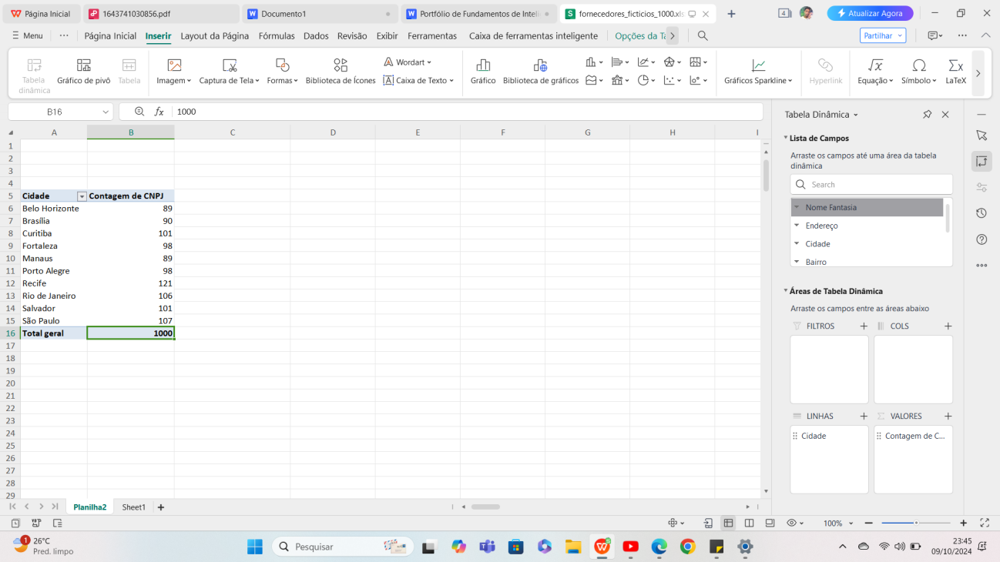 Página Inicial
1643741030856.pdf
Documento1
Portfólio de Fundamentos de Inteli
fornecedores_ficticios_1000.xls
4
Atualizar Agora
Menu
Página Inicial
Inserir
Layout da Página
Fórmulas
Dados
Revisão
Exibir
Ferramentas
Caixa de ferramentas inteligente
Opções da Ta
Partilhar
Tabela dinâmica
Gráfico de pivô
Tabela
Imagem
Captura de Tela
Formas
Biblioteca de Ícones
Wordart
Caixa de Texto
Gráfico
Biblioteca de gráficos
Gráficos Sparkline
Hyperlink
Equação
Símbolo
LaTeX
B16
fx
1000
A B C D E F G H I
1
2
3
4
5 Cidade Contagem de CNPJ
6 Belo Horizonte 89
7 Brasília 90
8 Curitiba 101
9 Fortaleza 98
10 Manaus 89
11 Porto Alegre 98
12 Recife 121
13 Rio de Janeiro 106
14 Salvador 101
15 São Paulo 107
16 Total geral 1000
17
18
19
20
21
22
23
24
25
26
27
28
29
Tabela Dinâmica
Lista de Campos
Arraste os campos até uma área da tabela
dinâmica
Search
Nome Fantasia
Endereço
Cidade
Bairro
Áreas de Tabela Dinâmica
Arraste os campos entre as áreas abaixo
FILTROS
COLS
LINHAS
VALORES
Cidade
Contagem de C...
Planilha2
Sheet1
100%
1
26°C
Pred. limpo
Pesquisar
23:45
09/10/2024